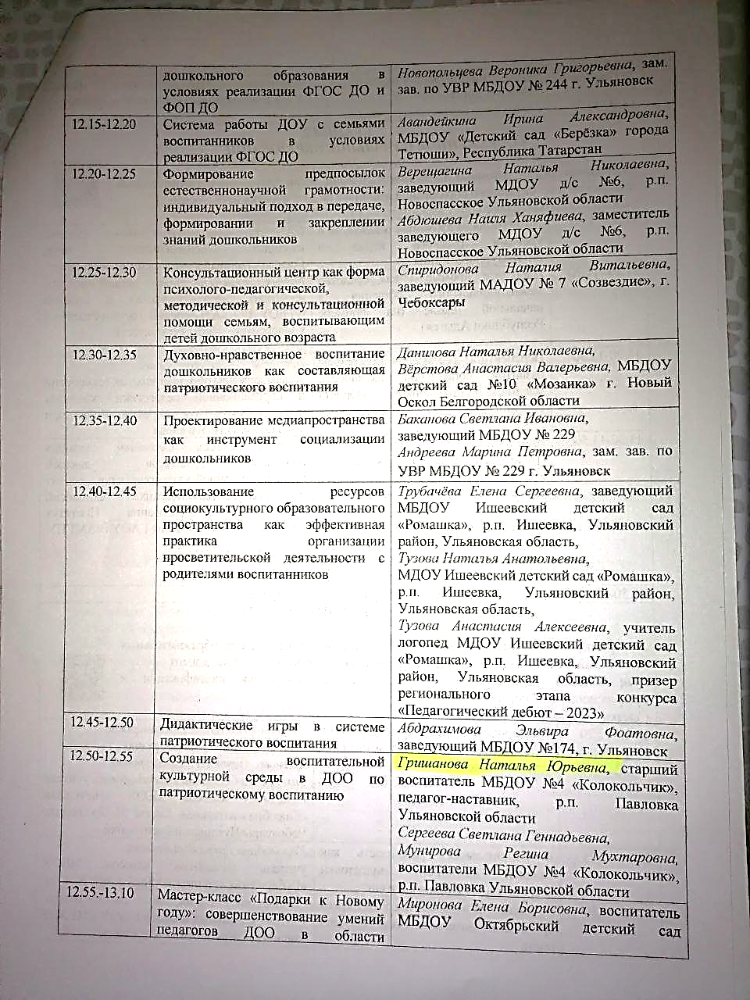 дошкольного образования в
условиях реализации ФГОС ДО и
ФОП ДО
Новопольцева Вероника Григорьевна, зам.
зав. по УВР МБДОУ № 244 г. Ульяновск
12.15-12.20
Система работы ДОУ с семьями
воспитанников в условиях
реализации ФГОС ДО
Авандейкина Ирина Александровна,
МБДОУ «Детский сад «Берёзка» города
Тетюши», Республика Татарстан
12.20-12.25
Формирование предпосылок
естественнонаучной грамотности:
индивидуальный подход в передаче,
формировании и закреплении
знаний дошкольников
Верещагина Наталья Николаевна,
заведующий МДОУ д/с №6, р.п.
Новоспасское Ульяновской области
Абдюшева Наиля Ханяфиева, заместитель
заведующего МДОУ д/с №6, р.п.
Новоспасское Ульяновской области
12.25-12.30
Консультационный центр как форма
психолого-педагогической,
методической и консультационной
помощи семьям, воспитывающим
детей дошкольного возраста
Спиридонова Наталия Витальевна,
заведующий МАДОУ № 7 «Созвездие», г.
Чебоксары
12.30-12.35
Духовно-нравственное воспитание
дошкольников как составляющая
патриотического воспитания
Данилова Наталья Николаевна,
Вёрстова Анастасия Валерьевна, МБДОУ
детский сад №10 «Мозаика» г. Новый
Оскол Белгородской области
12.35-12.40
Проектирование медиапространства
как инструмент социализации
дошкольников
Баканова Светлана Ивановна,
заведующий МБДОУ № 229
Андреева Марина Петровна, зам. зав. по
УВР МБДОУ № 229 г. Ульяновск
12.40-12.45
Использование ресурсов
социокультурного образовательного
пространства как эффективная
практика организации
просветительской деятельности с
родителями воспитанников
Трубачёва Елена Сергеевна, заведующий
МБДОУ Ишеевский детский сад
«Ромашка», р.п. Ишеевка, Ульяновский
район, Ульяновская область,
Тузова Наталья Анатольевна,
МДОУ Ишеевский детский сад «Ромашка»,
р.п. Ишеевка, Ульяновский район,
Ульяновская область,
Тузова Анастасия Алексеевна, учитель
логопед МДОУ Ишеевский детский сад
«Ромашка», р.п. Ишеевка, Ульяновский
район, Ульяновская область, призер
регионального этапа конкурса
«Педагогический дебют – 2023»
12.45-12.50
Дидактические игры в системе
патриотического воспитания
Абдрахимова Эльвира Фоатовна,
заведующий МБДОУ №174, г. Ульяновск
12.50-12.55
Создание воспитательной
культурной среды в ДОО по
патриотическому воспитанию
Гришанова Наталья Юрьевна, старший
воспитатель МБДОУ №4 «Колокольчик»,
педагог-наставник, р.п. Павловка
Ульяновской области
Сергеева Светлана Геннадьевна,
Мунирова Регина Мухтаровна,
воспитатели МБДОУ №4 «Колокольчик»,
р.п. Павловка Ульяновской области
12.55.-13.10
Мастер-класс «Подарки к Новому
году»: совершенствование умений
педагогов ДОО в области
Миронова Елена Борисовна, воспитатель
МБДОУ Октябрьский детский сад